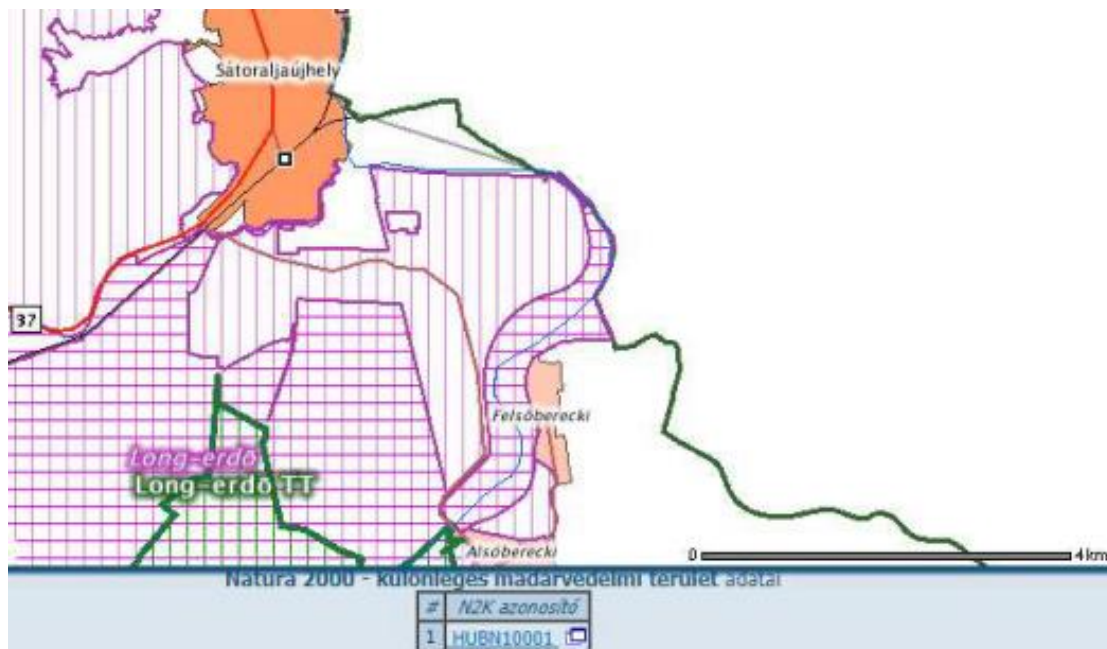 Sátoraljaújhely
37
Felsőberecki
Long-erdő
Long-erdő TT
Alsóberecki
0 4 km
Natura 2000 - különleges madárvédelmi terület adatai
# N2K azonosító
1 HUBN10001